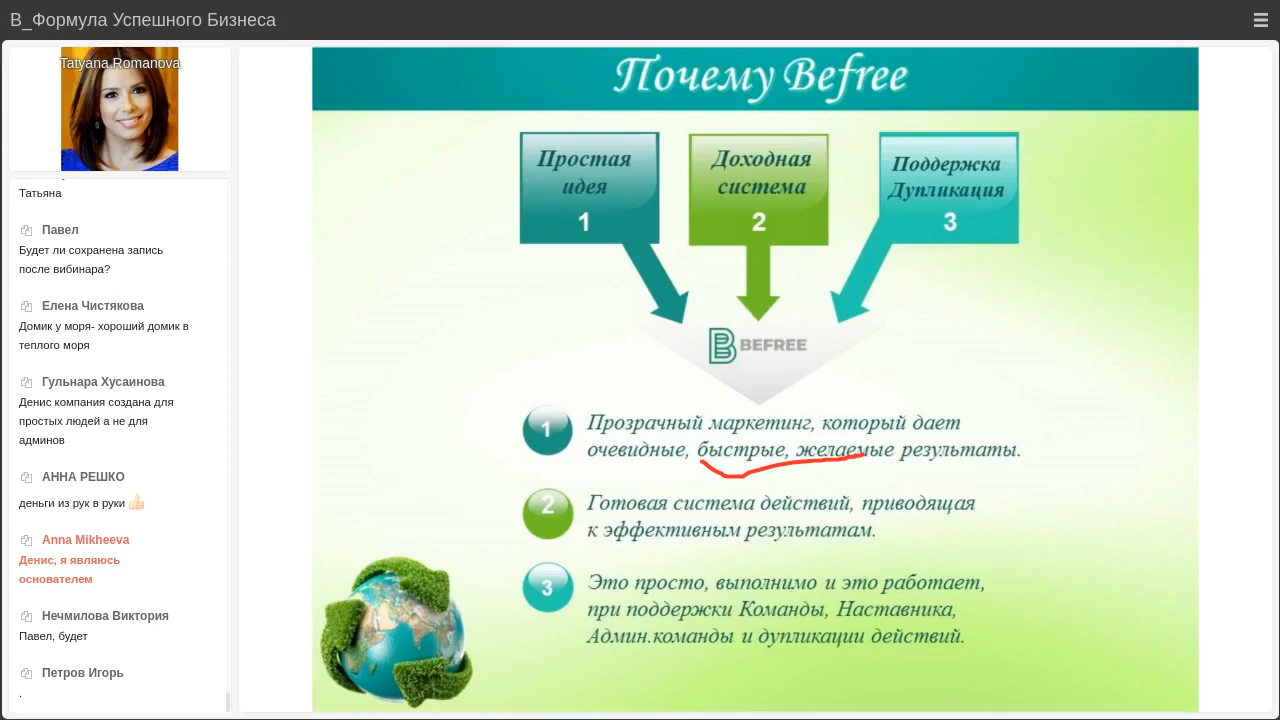 B_Формула Успешного Бизнеса
Tatyana Romanova
Татьяна
Павел
Будет ли сохранена запись
после вибинара?
Елена Чистякова
Домик у моря- хороший домик в
теплого моря
Гульнара Хусаинова
Денис компания создана для
простых людей а не для
админов
АННА РЕШКО
деньги из рук в руки
Anna Mikheeva
Денис, я являюсь
основателем
Нечмилова Виктория
Павел, будет
Петров Игорь
.
Почему Befree
Простая
идея
1
Доходная
система
2
Поддержка
Дупликация
3
BEFREE
1
Прозрачный маркетинг, который дает
очевидные, быстрые, желаемые результаты.
2
Готовая система действий, приводящая
к эффективным результатам.
3
Это просто, выполнимо и это работает,
при поддержки Команды, Наставника,
Админ.команды и дупликации действий.